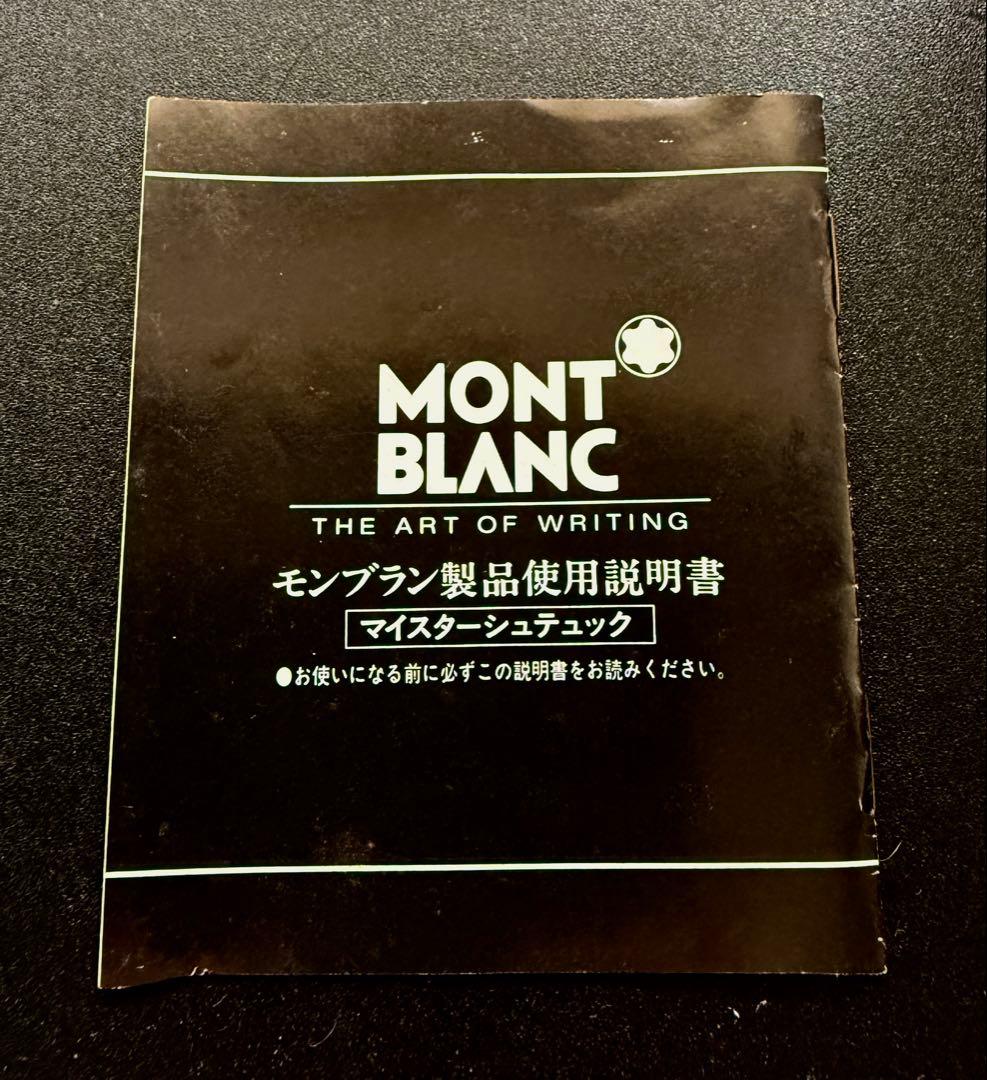 MONT
BLANC
THE ART OF WRITING
モンブラン製品使用説明書
マイスターシュテュック
●お使いになる前に必ずこの説明書をお読みください。